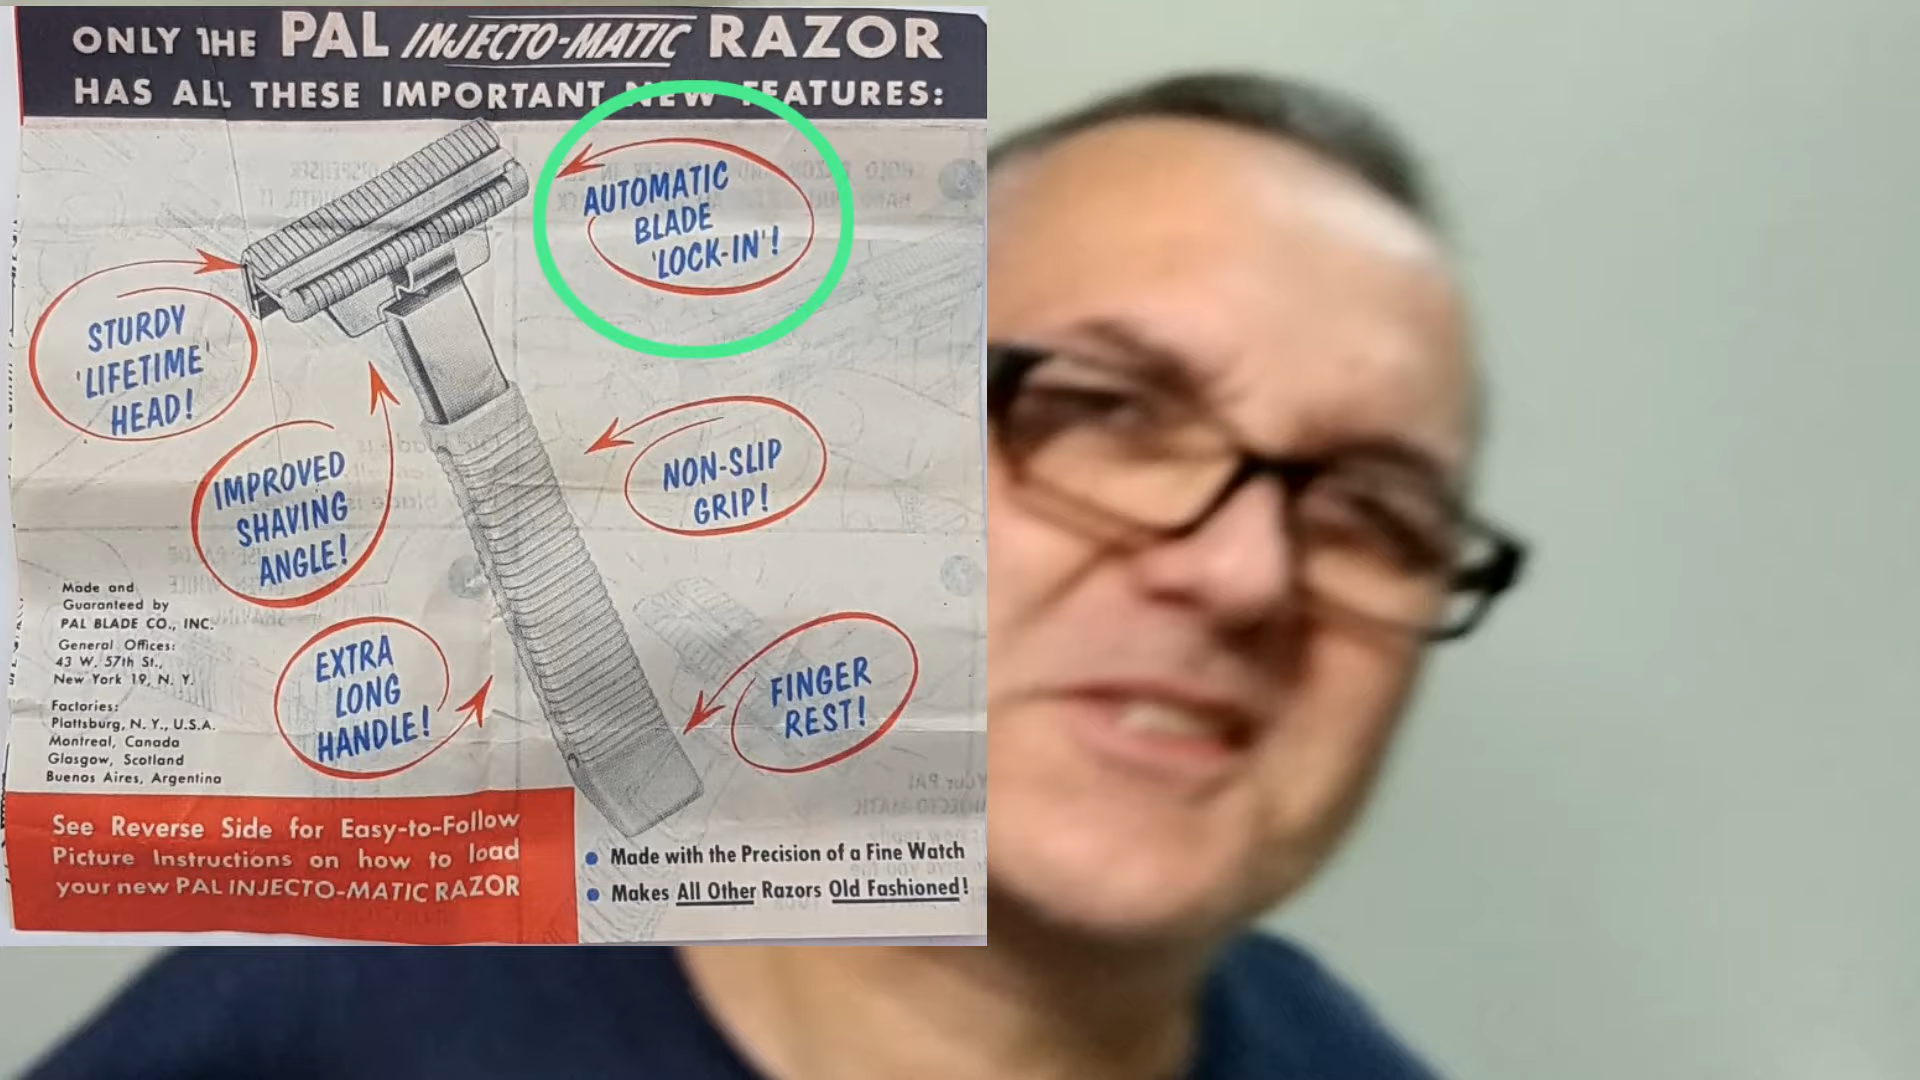 ONLY THE PAL INJECTO-MATIC RAZOR
HAS ALL THESE IMPORTANT NEW FEATURES:
AUTOMATIC
BLADE
'LOCK-IN'!
STURDY
'LIFETIME'
HEAD!
NON-SLIP
GRIP!
IMPROVED
SHAVING
ANGLE!
Made and
Guaranteed by
PAL BLADE CO., INC.
General Offices:
43 W. 57th St.,
New York 19, N. Y.
Factories:
Plattsburg, N. Y., U.S.A.
Montreal, Canada
Glasgow, Scotland
Buenos Aires, Argentina
EXTRA
LONG
HANDLE!
FINGER
REST!
See Reverse Side for Easy-to-Follow
Picture Instructions on how to load
your new PAL INJECTO-MATIC RAZOR
Made with the Precision of a Fine Watch
Makes All Other Razors Old Fashioned!